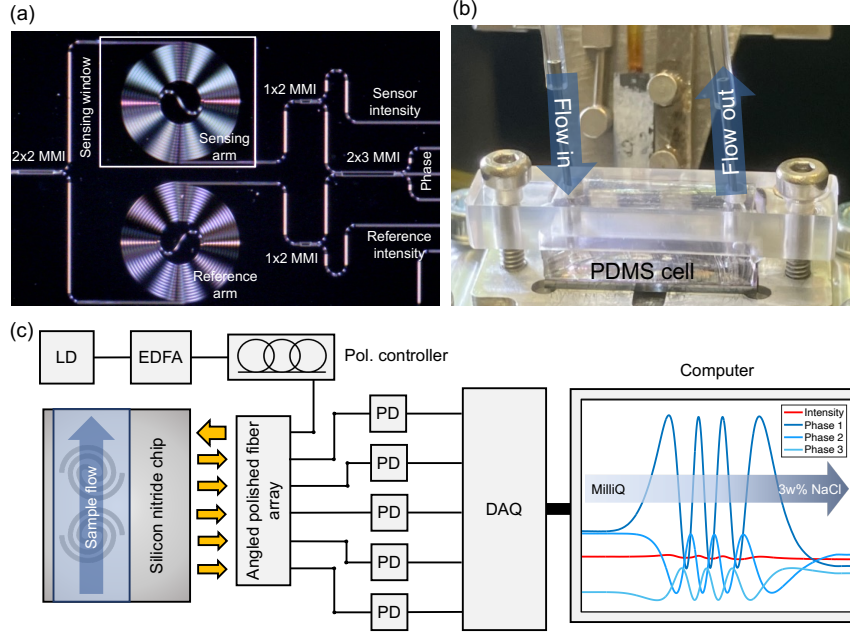 (a)
Sensing window
2x2 MMI
Sensing
arm
1x2 MMI
Sensor
intensity
2x3 MMI
Phase
Reference
arm
1x2 MMI
Reference
intensity
(b)
Flow in
Flow out
PDMS cell
(c)
LD
EDFA
Pol. controller
Sample flow
Silicon nitride chip
Angled polished fiber
array
PD
PD
PD
PD
PD
DAQ
Computer
Intensity
Phase 1
Phase 2
Phase 3
MilliQ
3w% NaCl